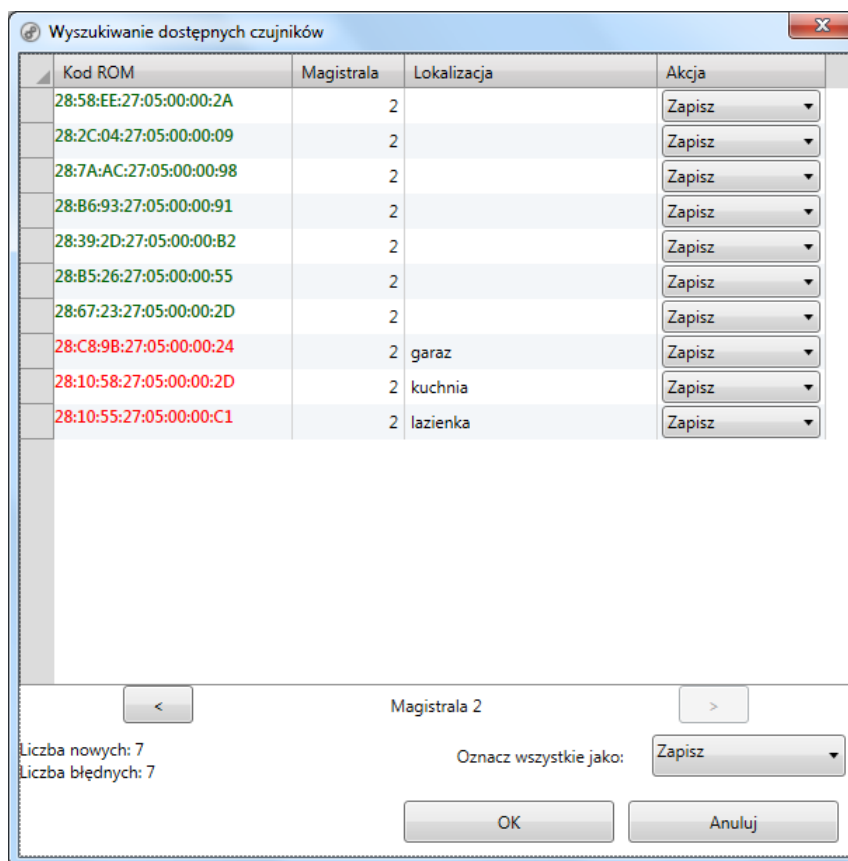 Wyszukiwanie dostępnych czujników
Kod ROM Magistrala Lokalizacja Akcja
28:58:EE:27:05:00:00:2A 2 Zapisz
28:2C:04:27:05:00:00:09 2 Zapisz
28:7A:AC:27:05:00:00:98 2 Zapisz
28:B6:93:27:05:00:00:91 2 Zapisz
28:39:2D:27:05:00:00:B2 2 Zapisz
28:B5:26:27:05:00:00:55 2 Zapisz
28:67:23:27:05:00:00:2D 2 Zapisz
28:C8:9B:27:05:00:00:24 2 garaz Zapisz
28:10:58:27:05:00:00:2D 2 kuchnia Zapisz
28:10:55:27:05:00:00:C1 2 lazienka Zapisz
< Magistrala 2 >
Liczba nowych: 7
Liczba błędnych: 7
Oznacz wszystkie jako: Zapisz
OK Anuluj